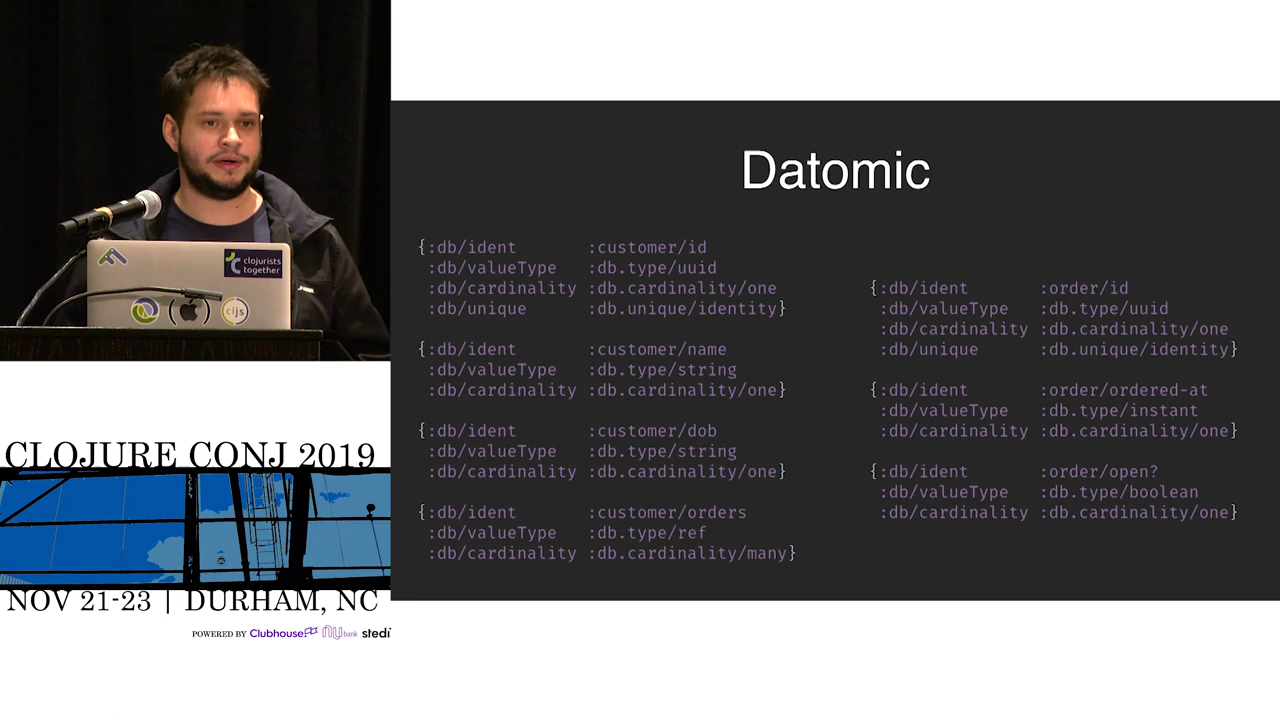 Datomic
{:db/ident       :customer/id
 :db/valueType   :db.type/uuid
 :db/cardinality :db.cardinality/one
 :db/unique      :db.unique/identity}
{:db/ident       :customer/name
 :db/valueType   :db.type/string
 :db/cardinality :db.cardinality/one}
{:db/ident       :customer/dob
 :db/valueType   :db.type/string
 :db/cardinality :db.cardinality/one}
{:db/ident       :customer/orders
 :db/valueType   :db.type/ref
 :db/cardinality :db.cardinality/many}
{:db/ident       :order/id
 :db/valueType   :db.type/uuid
 :db/cardinality :db.cardinality/one
 :db/unique      :db.unique/identity}
{:db/ident       :order/ordered-at
 :db/valueType   :db.type/instant
 :db/cardinality :db.cardinality/one}
{:db/ident       :order/open?
 :db/valueType   :db.type/boolean
 :db/cardinality :db.cardinality/one}
clojurists
together
cljs
CLOJURE CONJ 2019
NOV 21-23 | DURHAM, NC
POWERED BY Clubhouse nu bank stedi